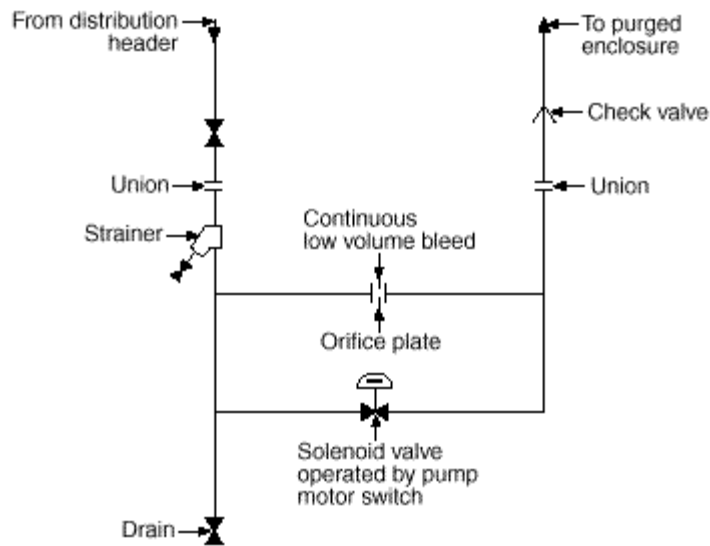 From distribution
header
To purged
enclosure
Check valve
Union
Union
Strainer
Continuous
low volume bleed
Orifice plate
Solenoid valve
operated by pump
motor switch
Drain